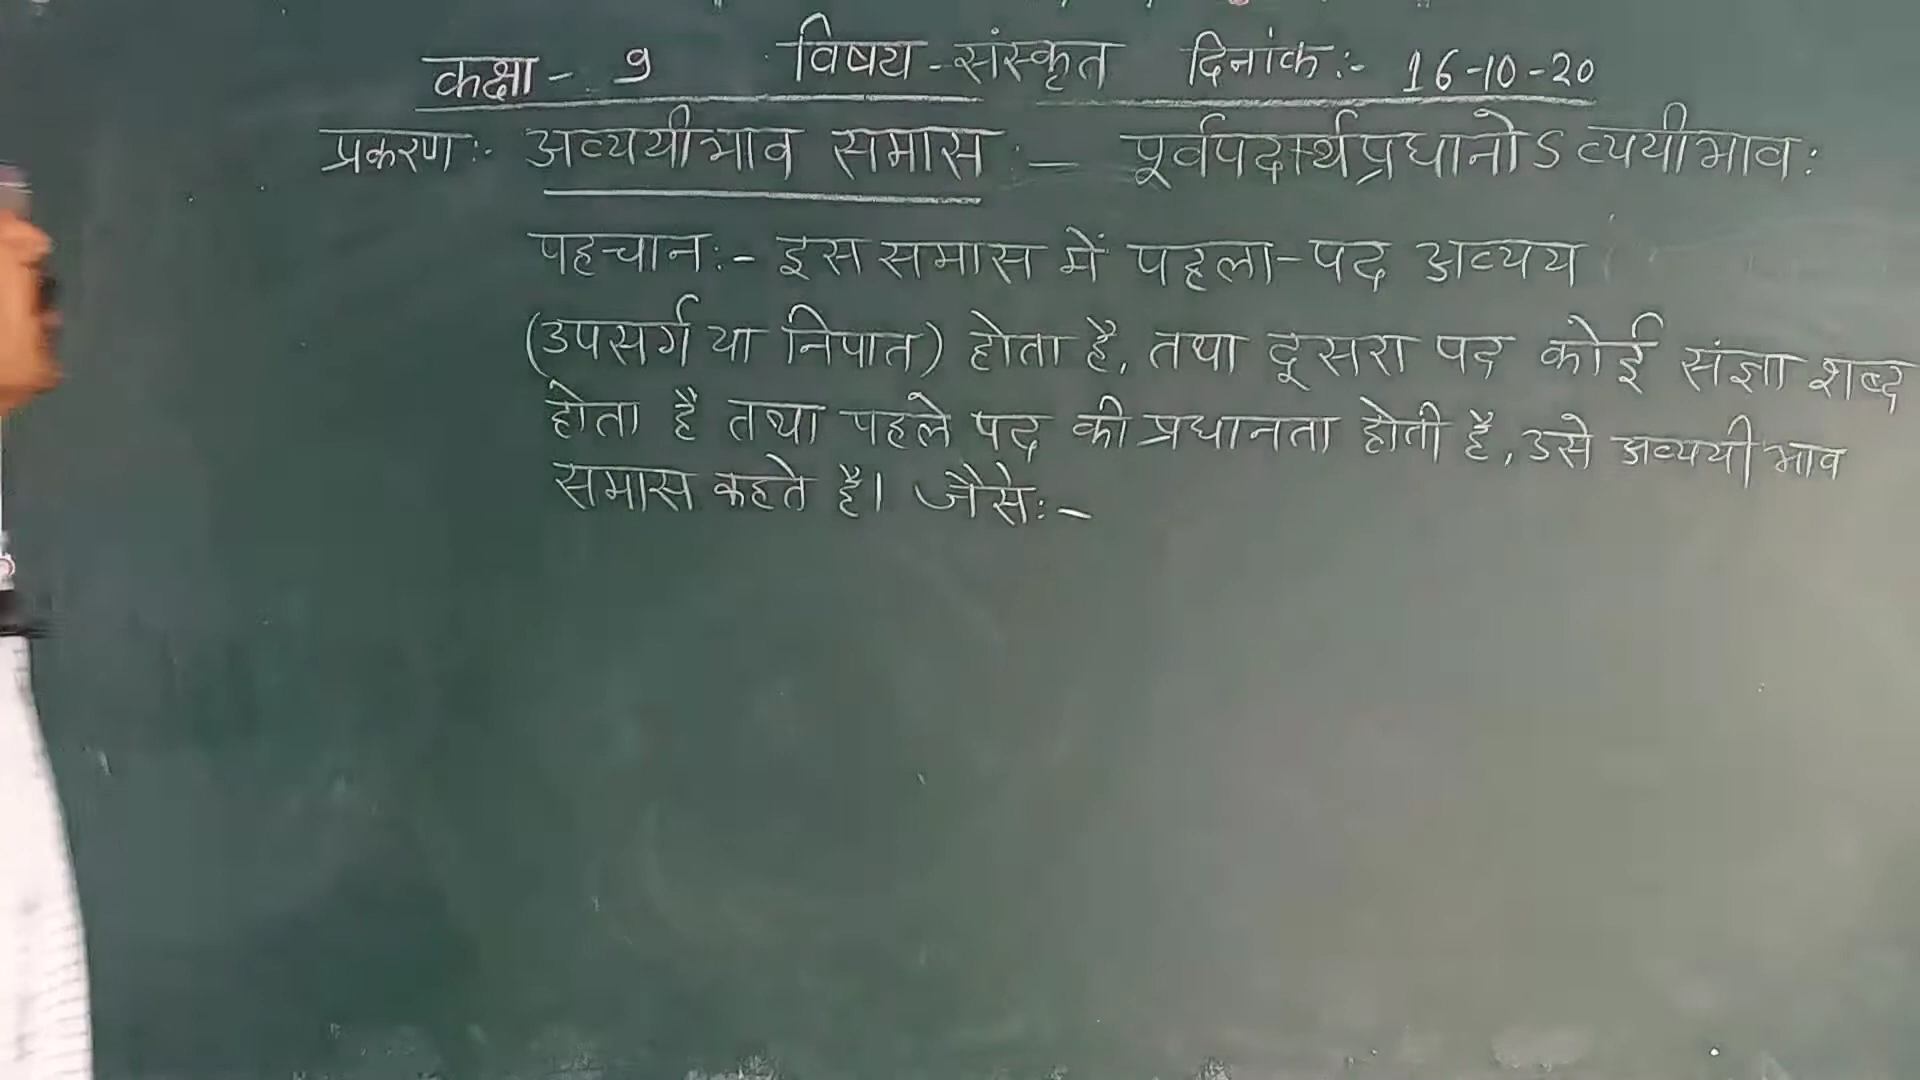 कक्षा - 9 विषय - संस्कृत दिनांक :- 16-10-20
प्रकरण :- अव्ययीभाव समास :- पूर्वपदार्थप्रधानोऽव्ययीभाव:
पहचान :- इस समास में पहला-पद अव्यय
(उपसर्ग या निपात) होता है, तथा दूसरा पद कोई संज्ञा शब्द
होता है तथा पहले पद की प्रधानता होती है, उसे अव्ययीभाव
समास कहते है। जैसे :-